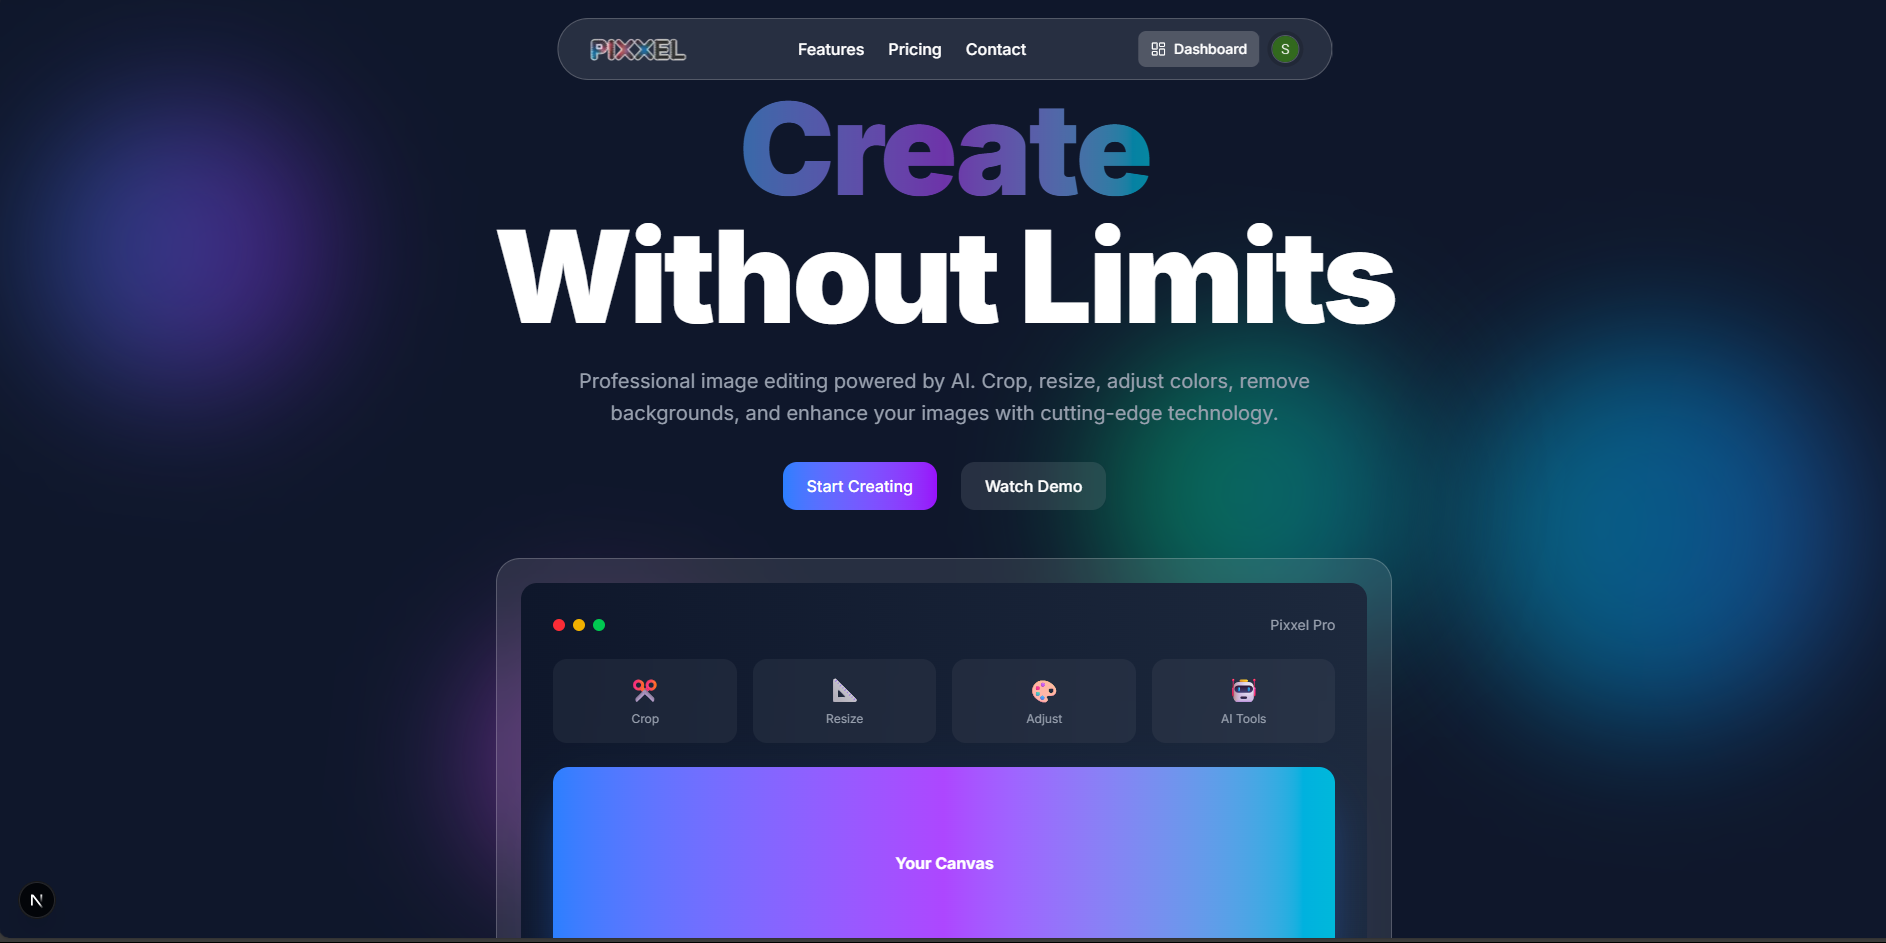 PIXXEL
Features
Pricing
Contact
Dashboard
S
Create
Without Limits
Professional image editing powered by AI. Crop, resize, adjust colors, remove
backgrounds, and enhance your images with cutting-edge technology.
Start Creating
Watch Demo
Pixxel Pro
Crop
Resize
Adjust
AI Tools
Your Canvas
N